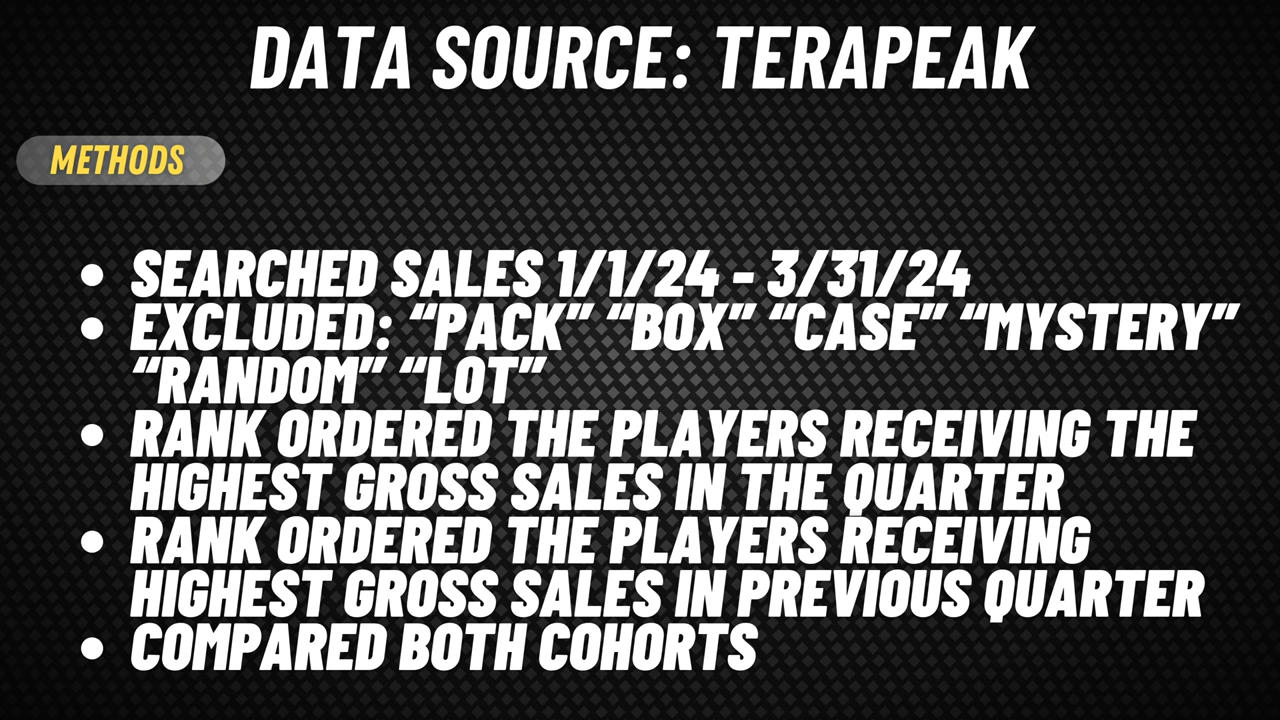 DATA SOURCE: TERAPEAK
METHODS
• SEARCHED SALES 1/1/24 - 3/31/24
• EXCLUDED: “PACK” “BOX” “CASE” “MYSTERY”
“RANDOM” “LOT”
• RANK ORDERED THE PLAYERS RECEIVING THE
HIGHEST GROSS SALES IN THE QUARTER
• RANK ORDERED THE PLAYERS RECEIVING
HIGHEST GROSS SALES IN PREVIOUS QUARTER
• COMPARED BOTH COHORTS